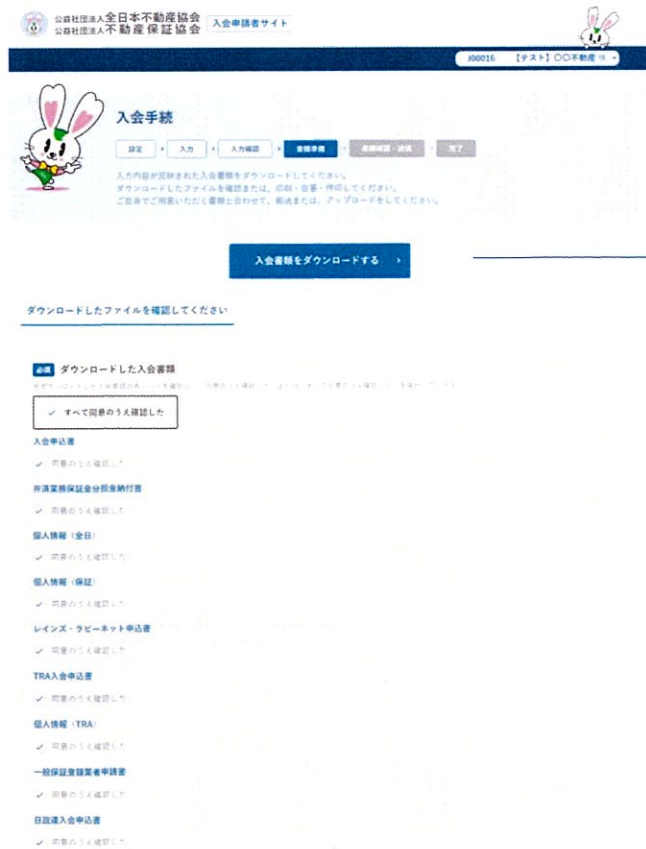 公益社団法人全日本不動産協会
公益社団法人不動産保証協会
入会申請者サイト
J00016 【テスト】〇〇不動産
入会手続
設定
入力
入力確認
書類準備
書類確認・送信
完了
入力内容が反映された入会書類をダウンロードしてください。
ダウンロードしたファイルを確認または、印刷・自署・押印してください。
ご自身でご用意いただく書類と合わせて、郵送または、アップロードをしてください。
入会書類をダウンロードする
ダウンロードしたファイルを確認してください
必須 ダウンロードした入会書類
すべて同意のうえ確認した
入会申込書
同意のうえ確認した
弁済業務保証金分担金納付書
同意のうえ確認した
個人情報（全日）
同意のうえ確認した
個人情報（保証）
同意のうえ確認した
レインズ・ラビーネット申込書
同意のうえ確認した
TRA入会申込書
同意のうえ確認した
個人情報（TRA）
同意のうえ確認した
一般保証登録業者申請書
同意のうえ確認した
日政連入会申込書
同意のうえ確認した